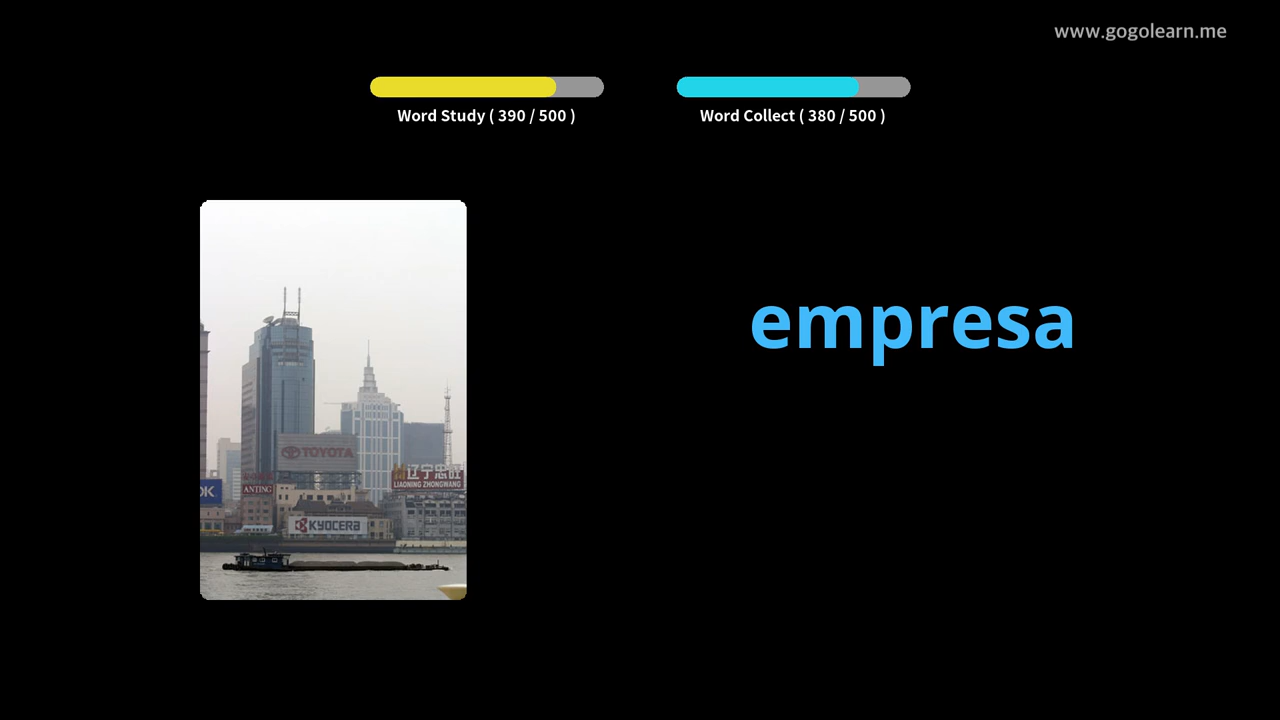 www.gogolearn.me
Word Study ( 390 / 500 )
Word Collect ( 380 / 500 )
empresa
TOYOTA
辽宁忠旺
LIAONING ZHONGWANG
OK
ANTING
KYOCERA